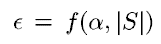 ϵ = f(α, |S|)